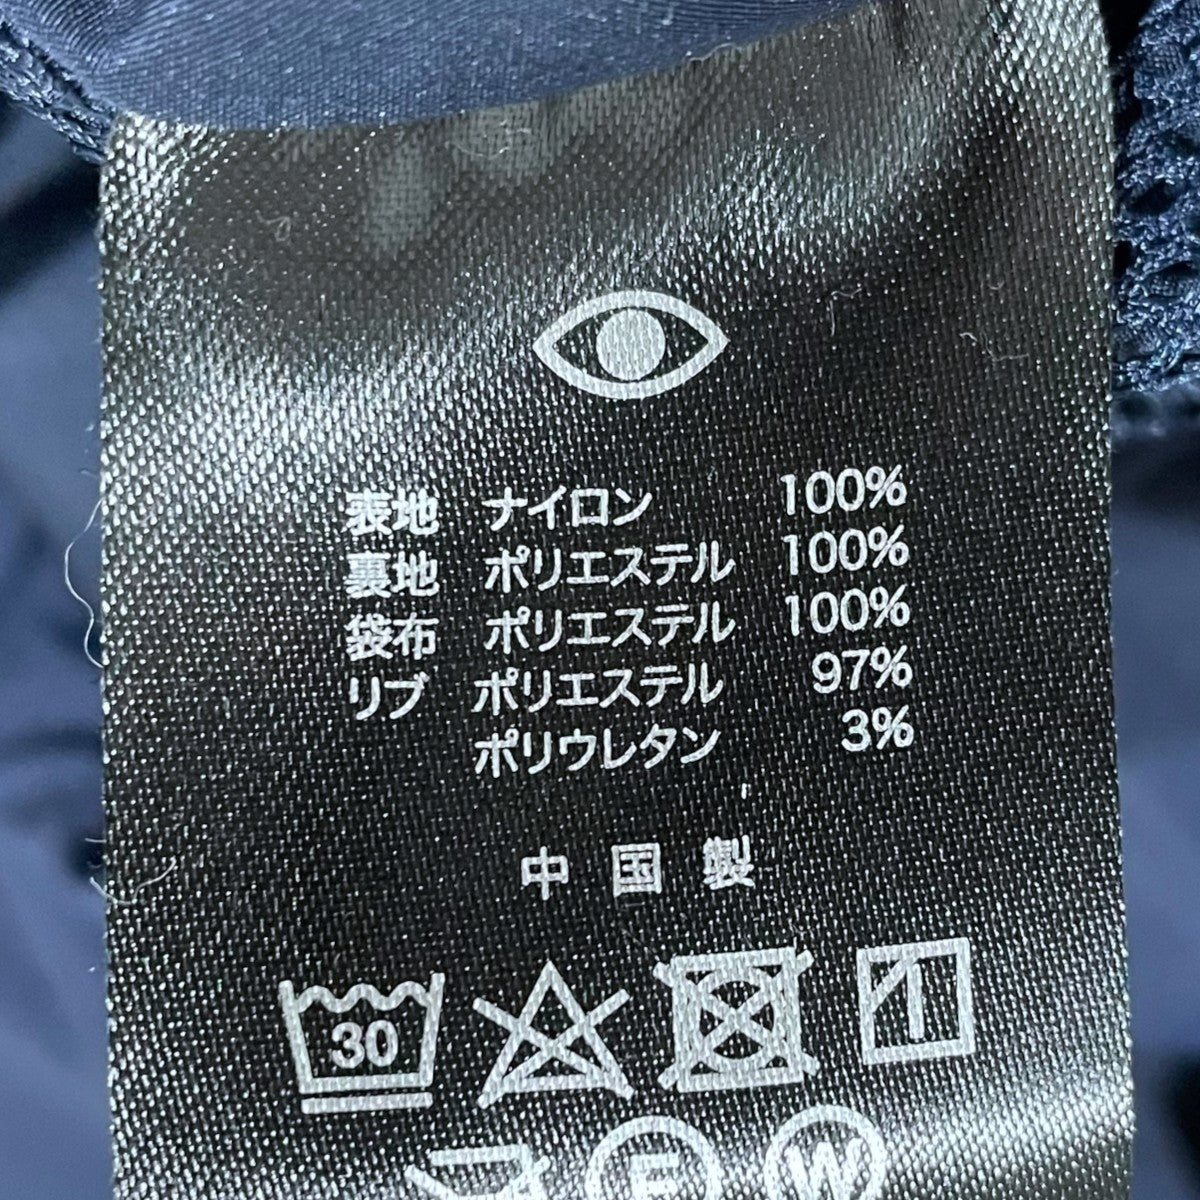 表地 ナイロン 100%
裏地 ポリエステル 100%
袋布 ポリエステル 100%
リブ ポリエステル 97%
ポリウレタン 3%
中国製
30
F W